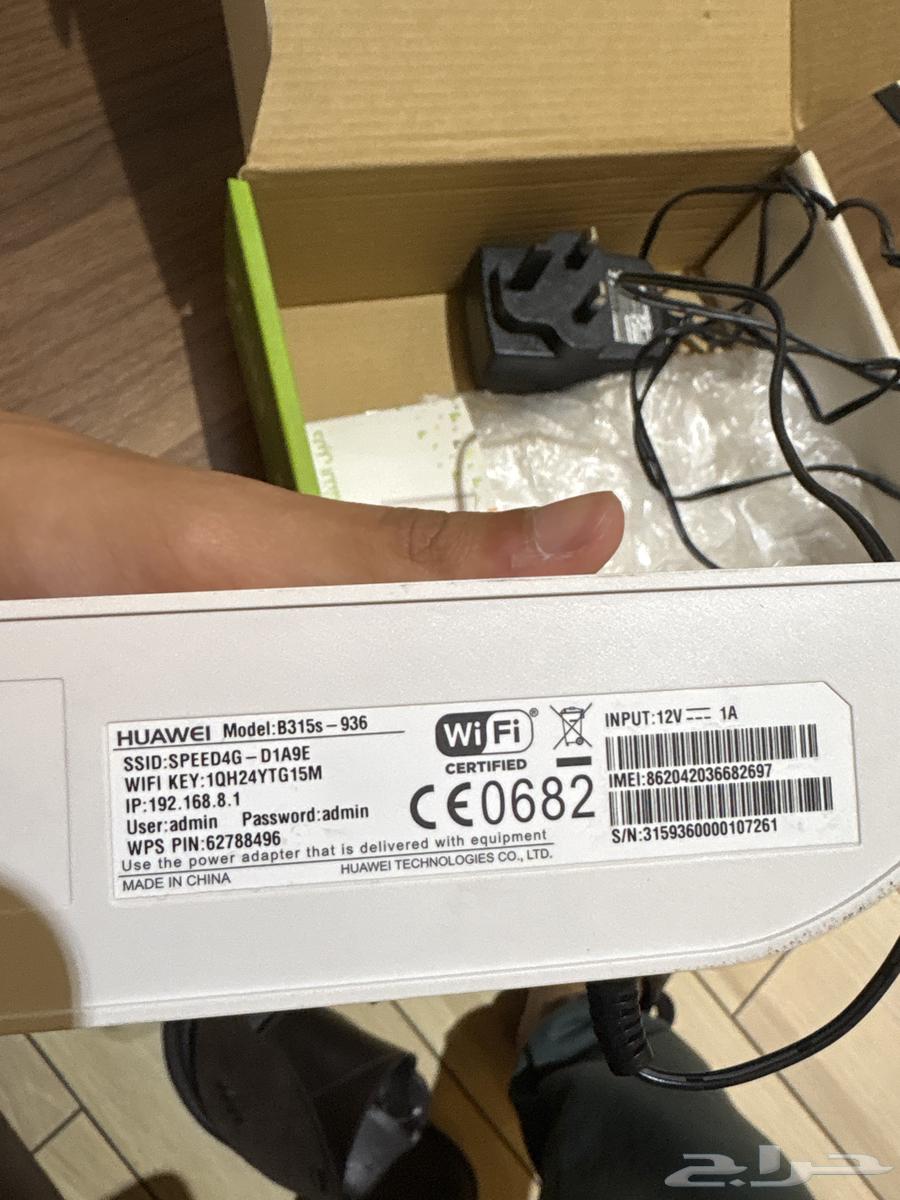 HUAWEI Model:B315s-936
SSID:SPEED4G-D1A9E
WIFI KEY:1QH24YTG15M
IP:192.168.8.1
User:admin Password:admin
WPS PIN:62788496
Use the power adapter that is delivered with equipment
MADE IN CHINA
HUAWEI TECHNOLOGIES CO., LTD.
Wi Fi ®
CERTIFIED
CE0682
INPUT:12V 1A
IMEI:862042036682697
S/N:3159360000107261
حراج